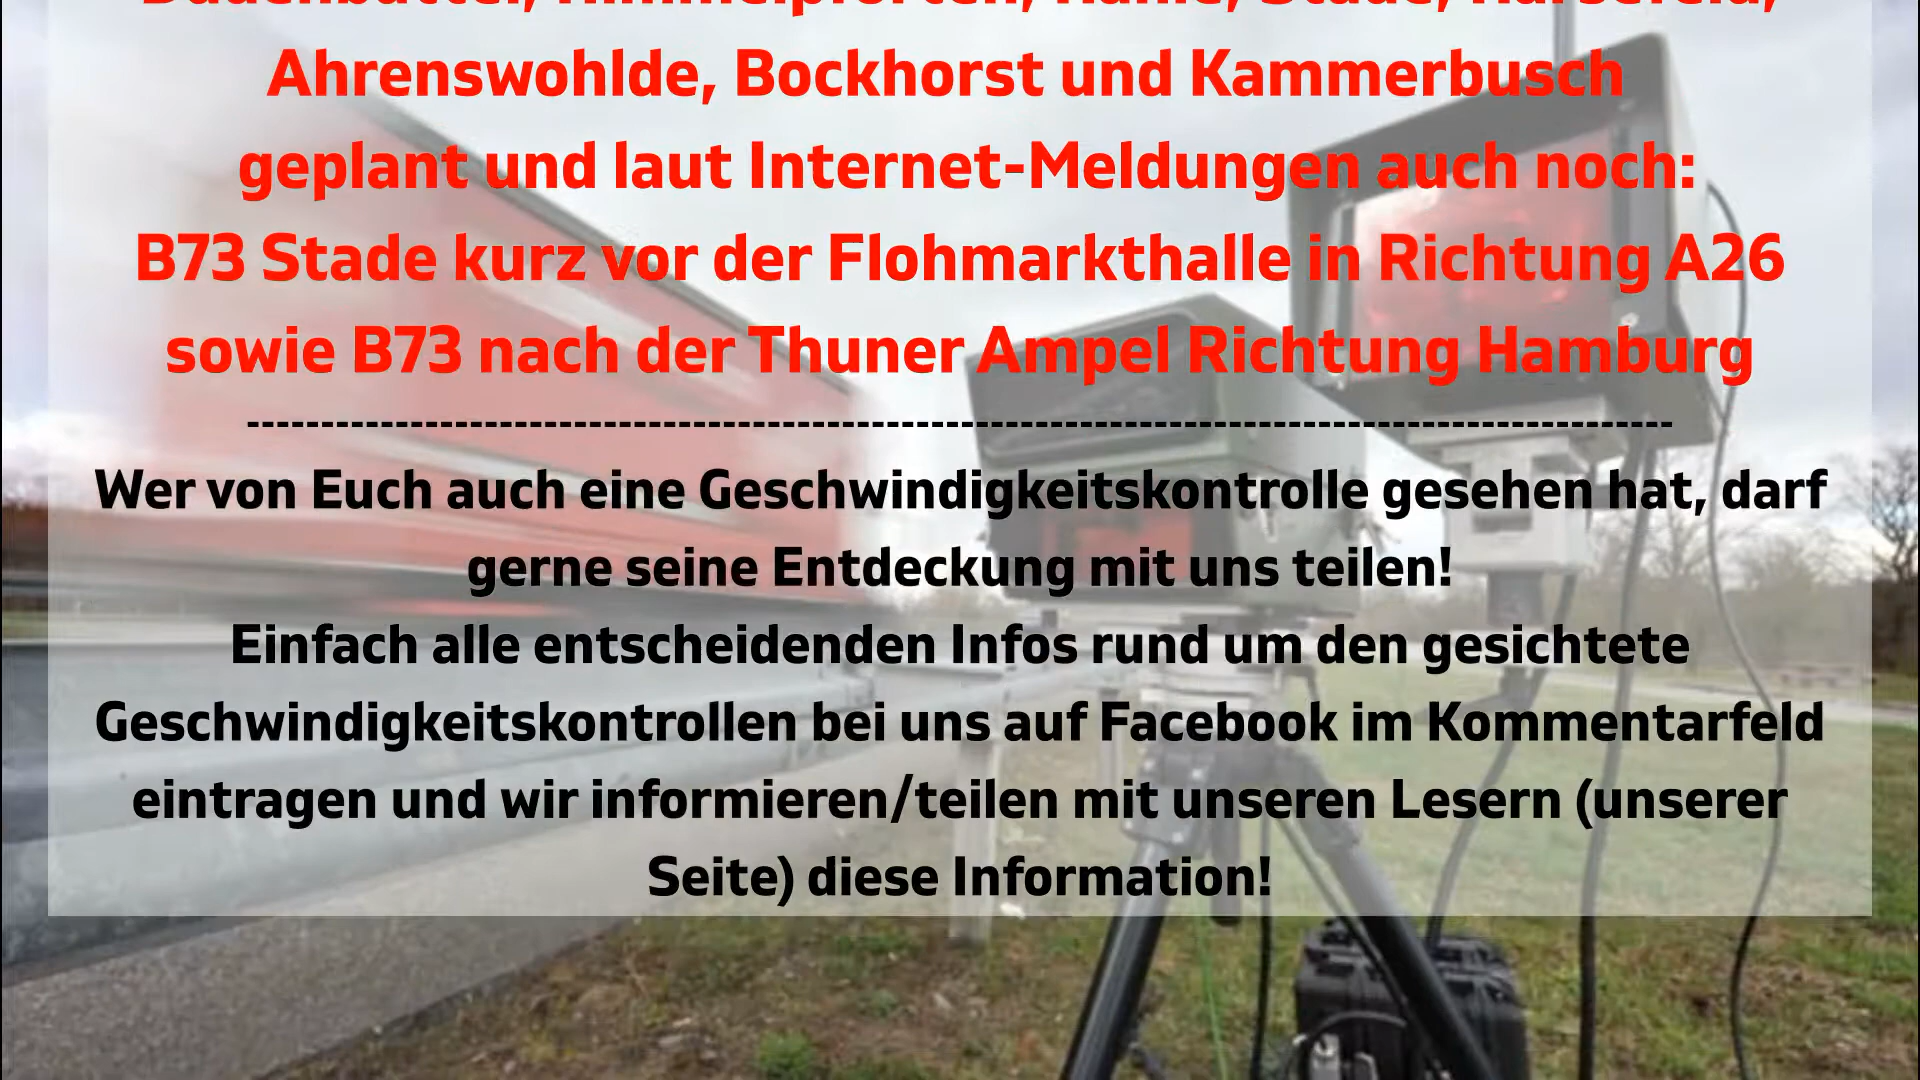 Ahrenswohlde, Bockhorst und Kammerbusch
geplant und laut Internet-Meldungen auch noch:
B73 Stade kurz vor der Flohmarkthalle in Richtung A26
sowie B73 nach der Thuner Ampel Richtung Hamburg
Wer von Euch auch eine Geschwindigkeitskontrolle gesehen hat, darf
gerne seine Entdeckung mit uns teilen!
Einfach alle entscheidenden Infos rund um den gesichtete
Geschwindigkeitskontrollen bei uns auf Facebook im Kommentarfeld
eintragen und wir informieren/teilen mit unseren Lesern (unserer
Seite) diese Information!